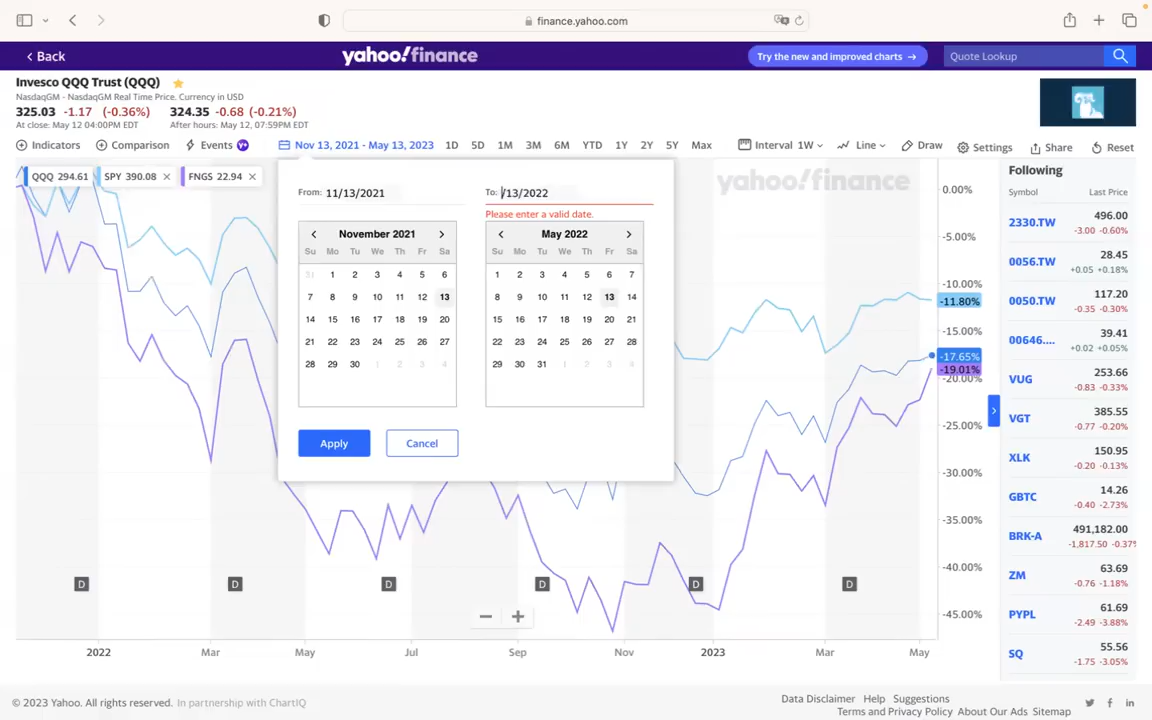 finance.yahoo.com
Back
yahoo!finance
Try the new and improved charts →
Quote Lookup
Invesco QQQ Trust (QQQ)
NasdaqGM - NasdaqGM Real Time Price. Currency in USD
325.03 -1.17 (-0.36%) 324.35 -0.68 (-0.21%)
At close: May 12 04:00PM EDT After hours: May 12, 07:59PM EDT
Indicators Comparison Events Y+ Nov 13, 2021 - May 13, 2023 1D 5D 1M 3M 6M YTD 1Y 2Y 5Y Max Interval 1W Line Draw Settings Share Reset
QQQ 294.61 SPY 390.08 × FNGS 22.94 ×
From: 11/13/2021
To: /13/2022
Please enter a valid date.
November 2021
Su Mo Tu We Th Fr Sa
31 1 2 3 4 5 6
7 8 9 10 11 12 13
14 15 16 17 18 19 20
21 22 23 24 25 26 27
28 29 30 1 2 3 4
May 2022
Su Mo Tu We Th Fr Sa
1 2 3 4 5 6 7
8 9 10 11 12 13 14
15 16 17 18 19 20 21
22 23 24 25 26 27 28
29 30 31 1 2 3 4
Apply Cancel
yahoo!finance
0.00%
-5.00%
-10.00%
-11.80%
-15.00%
-17.65%
-19.01%
-20.00%
-25.00%
-30.00%
-35.00%
-40.00%
-45.00%
D D D D D D
2022 Mar May Jul Sep Nov 2023 Mar May
Following
Symbol Last Price
2330.TW 496.00
-3.00 -0.60%
0056.TW 28.45
+0.05 +0.18%
0050.TW 117.20
-0.35 -0.30%
00646.... 39.41
+0.02 +0.05%
VUG 253.66
-0.83 -0.33%
VGT 385.55
-0.77 -0.20%
XLK 150.95
-0.20 -0.13%
GBTC 14.26
-0.40 -2.73%
BRK-A 491,182.00
-1,817.50 -0.37%
ZM 63.69
-0.76 -1.18%
PYPL 61.69
-2.49 -3.88%
SQ 55.56
-1.75 -3.05%
© 2023 Yahoo. All rights reserved. In partnership with ChartIQ
Data Disclaimer Help Suggestions
Terms and Privacy Policy About Our Ads Sitemap